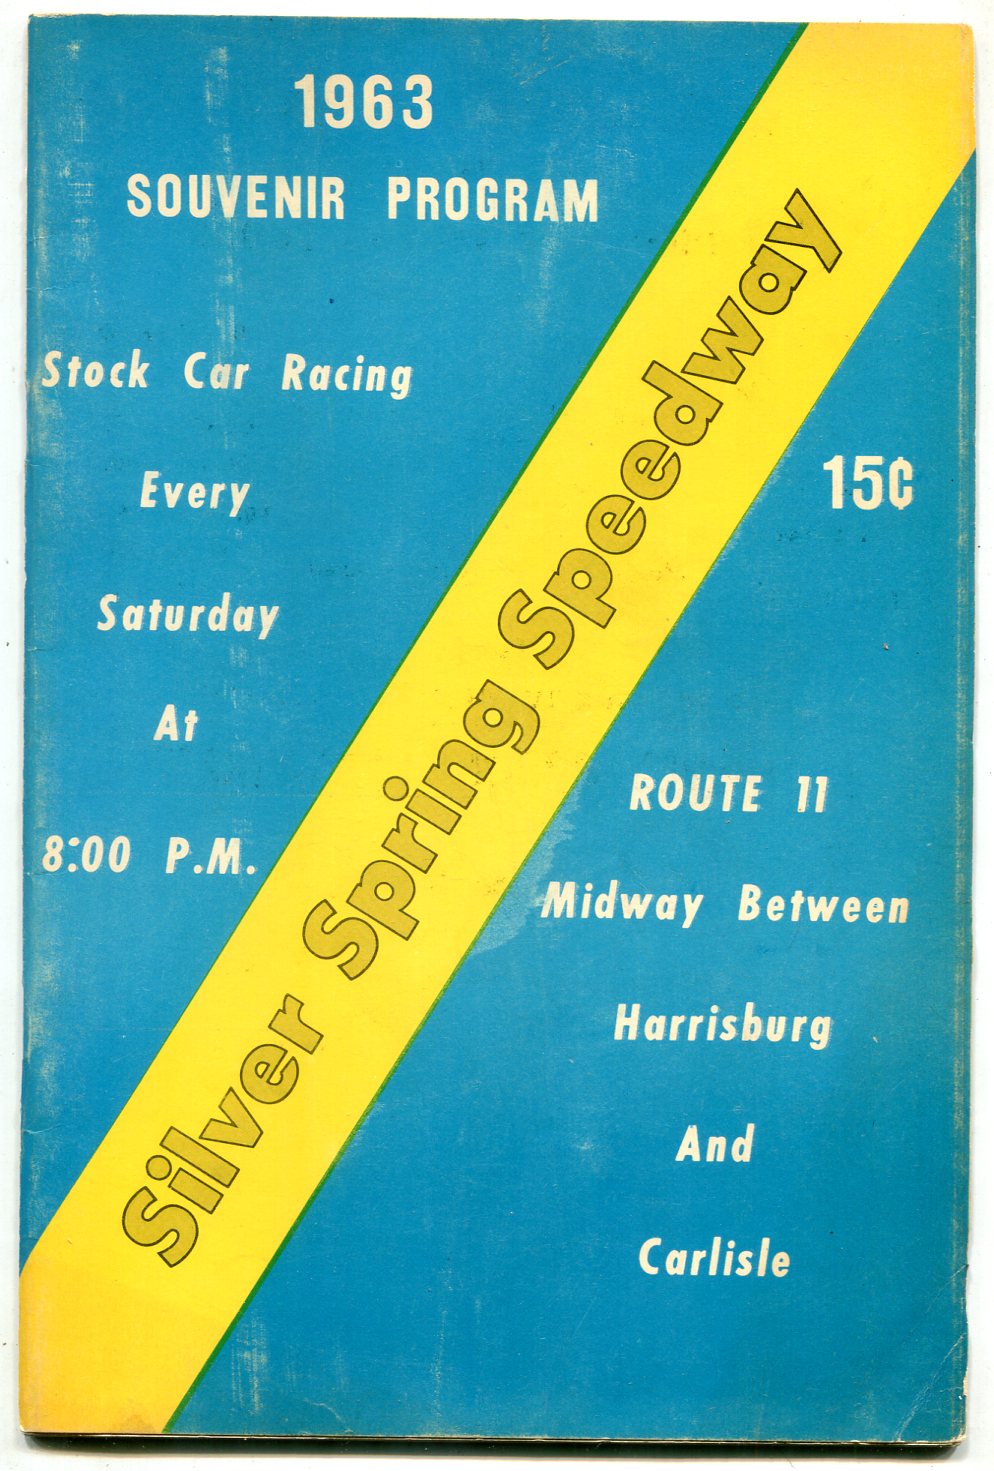 1963
SOUVENIR PROGRAM
Stock Car Racing
Every
Saturday
At
8:00 P.M.
Silver Spring Speedway
15¢
ROUTE 11
Midway Between
Harrisburg
And
Carlisle